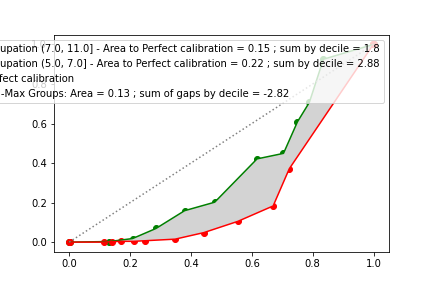 upation (7.0, 11.0] - Area to Perfect calibration = 0.15 ; sum by decile = 1.8
upation (5.0, 7.0] - Area to Perfect calibration = 0.22 ; sum by decile = 2.88
fect calibration
-Max Groups: Area = 0.13 ; sum of gaps by decile = -2.82
1.0
0.8
0.6
0.4
0.2
0.0
0.0 0.2 0.4 0.6 0.8 1.0